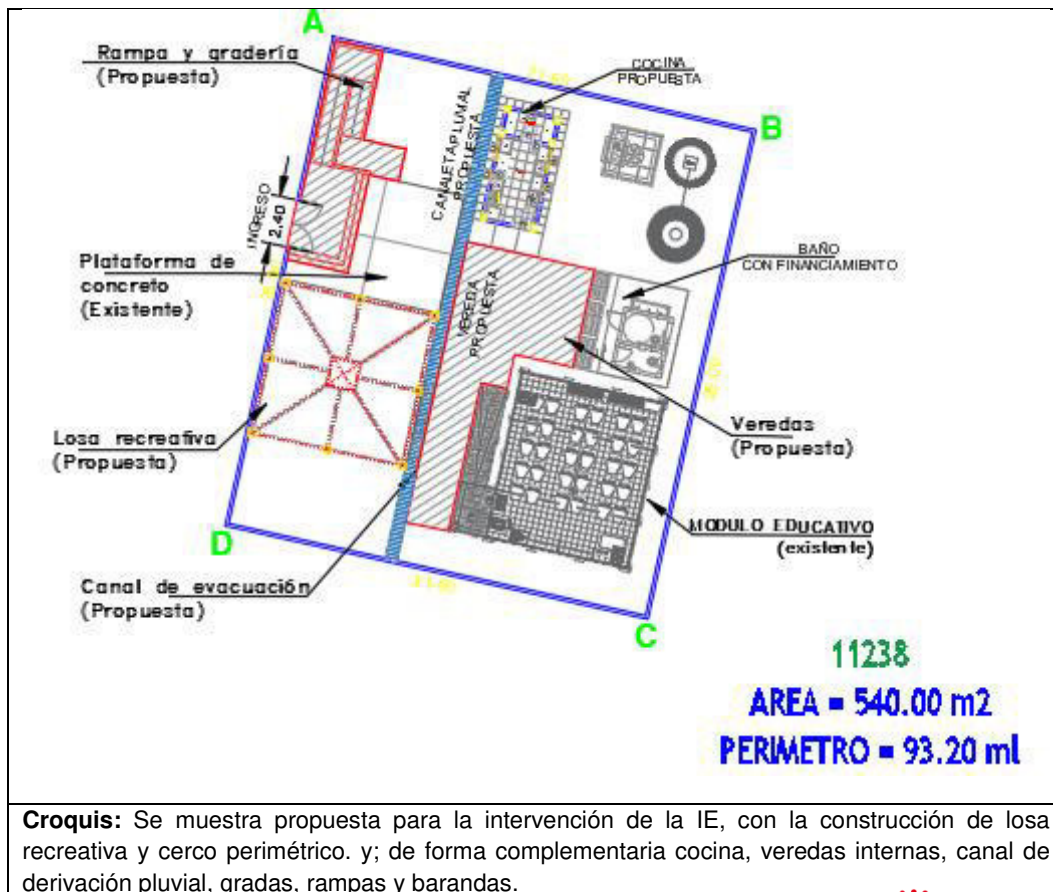 A
Rampa y gradería
(Propuesta)
COCINA
PROPUESTA
B
CANALETA PLUMAL
PROPUESTA
INGRESO
2.40
Plataforma de
concreto
(Existente)
BAÑO
CON FINANCIAMIENTO
VEREDA
PROPUESTA
Losa recreativa
(Propuesta)
Veredas
(Propuesta)
MODULO EDUCATIVO
(existente)
D
Canal de evacuación
(Propuesta)
C
11238
AREA = 540.00 m2
PERIMETRO = 93.20 ml
Croquis: Se muestra propuesta para la intervención de la IE, con la construcción de losa
recreativa y cerco perimétrico. y; de forma complementaria cocina, veredas internas, canal de
derivación pluvial, gradas, rampas y barandas.